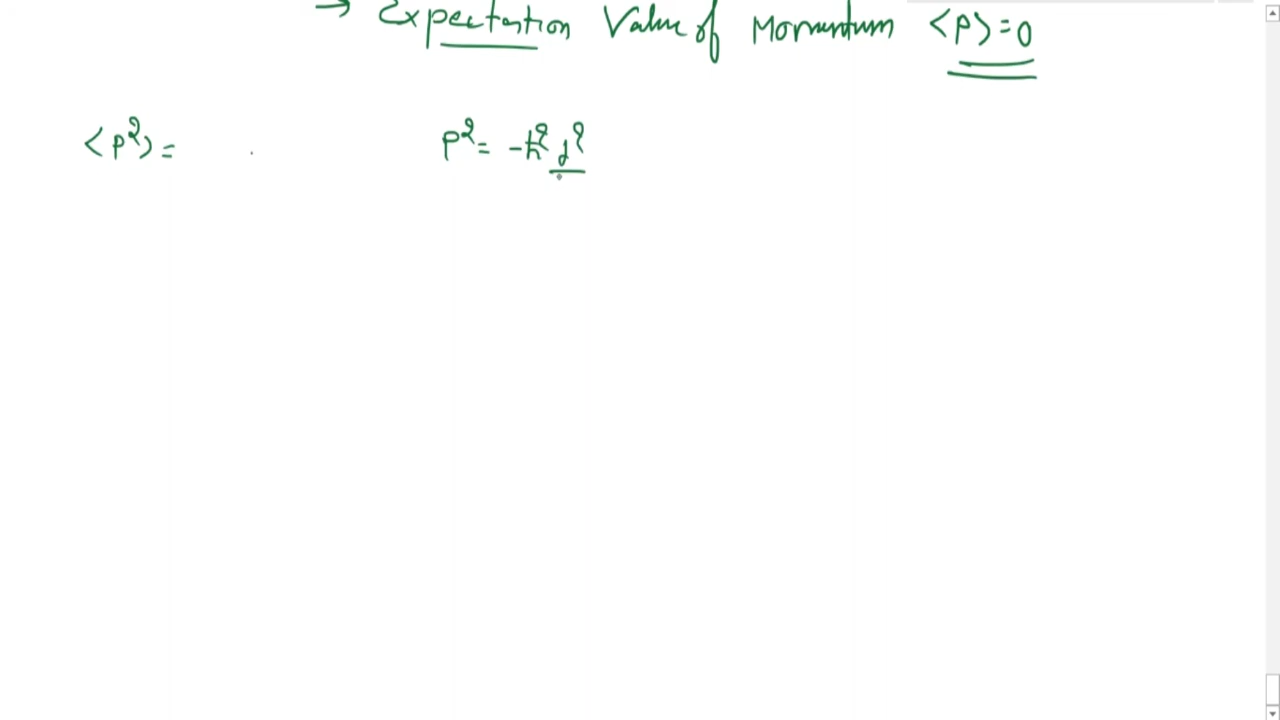 → Expectation Value of Momentum <p>=0
<p²>= p²= -ħ² d²